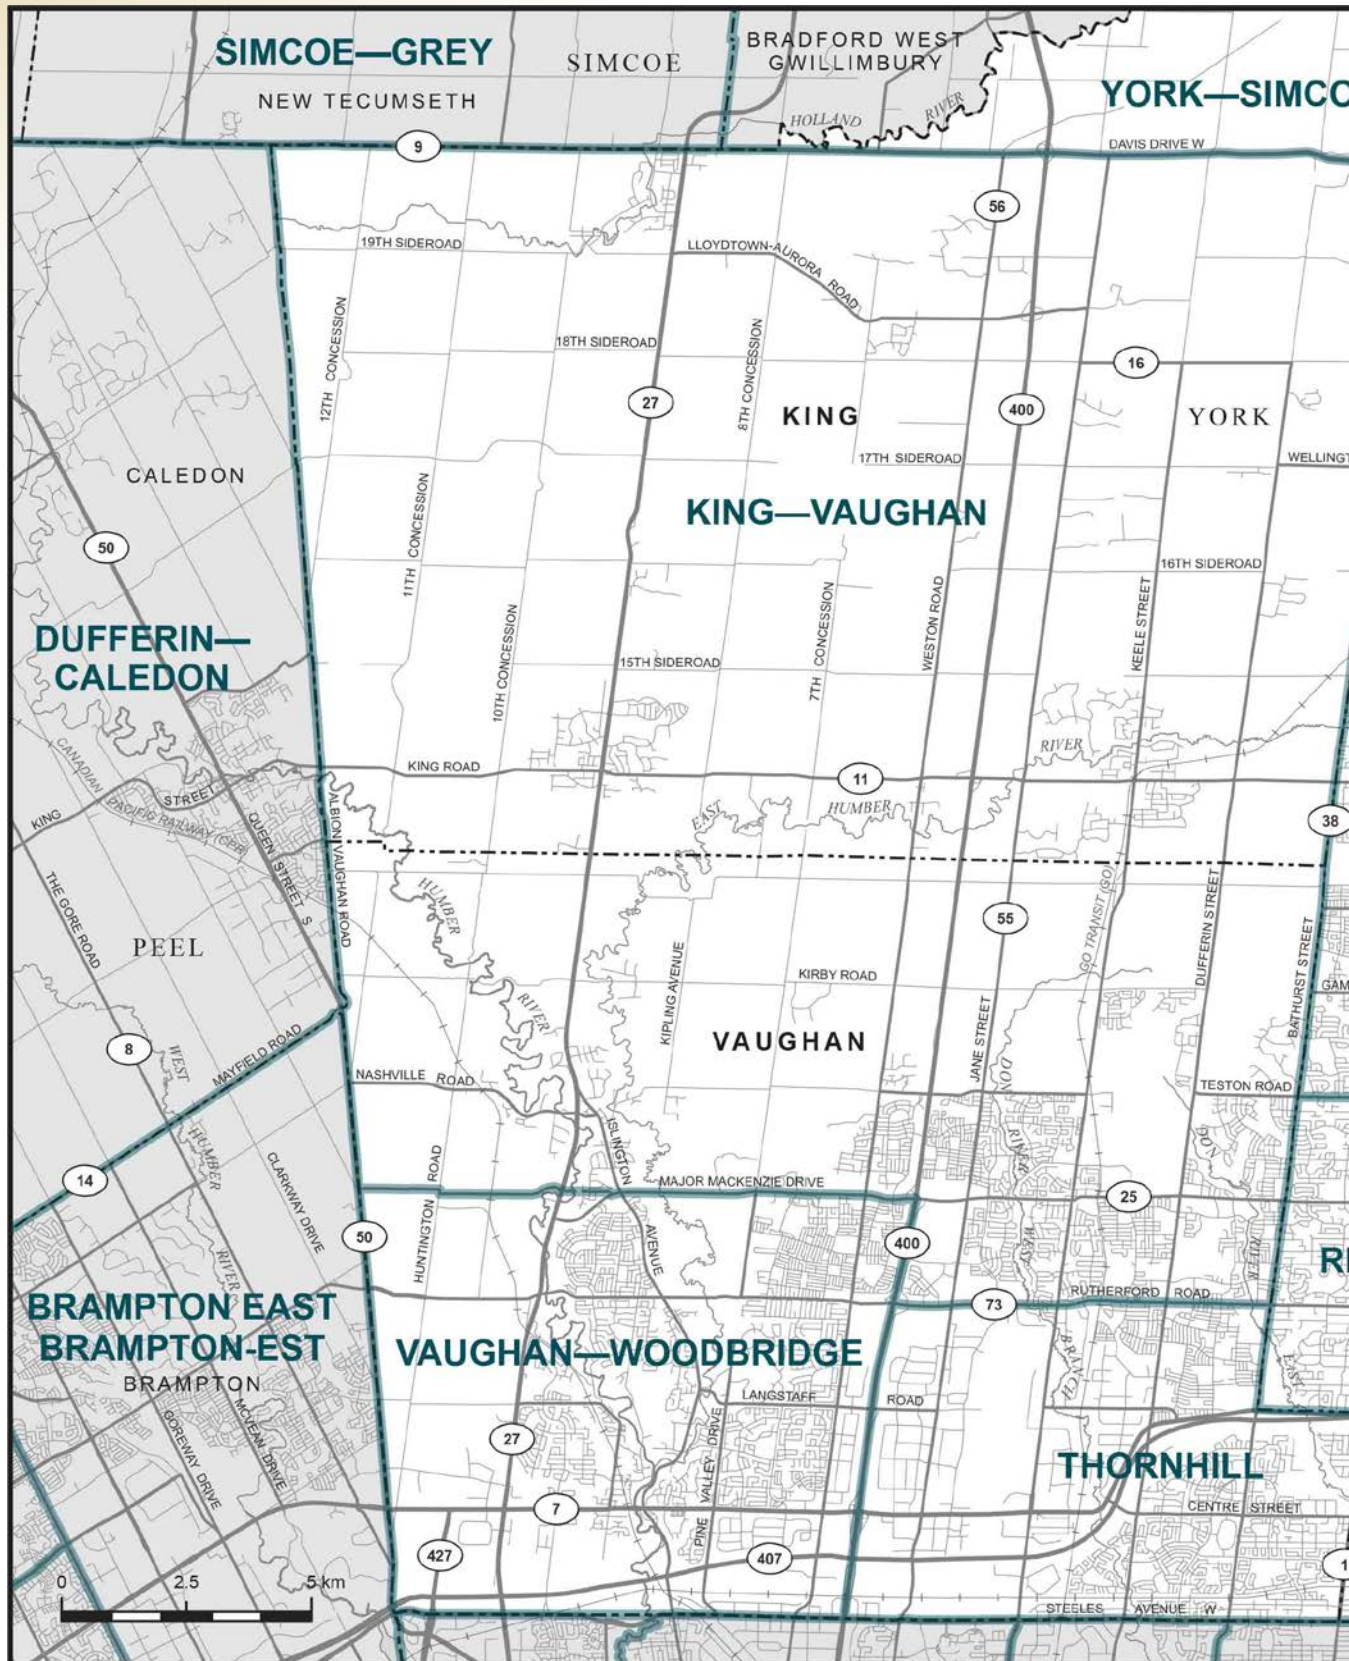 SIMCOE—GREY
SIMCOE
BRADFORD WEST
GWILLIMBURY
NEW TECUMSETH
HOLLAND
RIVER
YORK—SIMCO
9
DAVIS DRIVE W
56
19TH SIDEROAD
LLOYDTOWN-AURORA ROAD
12TH CONCESSION
18TH SIDEROAD
8TH CONCESSION
16
27
KING
400
YORK
CALEDON
17TH SIDEROAD
WELLINGT
11TH CONCESSION
KING—VAUGHAN
50
16TH SIDEROAD
10TH CONCESSION
7TH CONCESSION
WESTON ROAD
KEELE STREET
DUFFERIN—
CALEDON
15TH SIDEROAD
CANADIAN PACIFIC RAILWAY (CPR)
KING ROAD
11
RIVER
KING STREET
EAST
HUMBER
38
ALBION/VAUGHAN ROAD
QUEEN STREET S
THE GORE ROAD
HUMBER
55
GO TRANSIT (GO)
DUFFERIN STREET
PEEL
KIPLING AVENUE
KIRBY ROAD
BATHURST STREET
GAM
RIVER
8
WEST
MAYFIELD ROAD
VAUGHAN
JANE STREET
NASHVILLE ROAD
DON
TESTON ROAD
ISLINGTON
HUMBER
RIVER
DON
14
CLARKWAY DRIVE
HUNTINGTON ROAD
MAJOR MACKENZIE DRIVE
25
50
AVENUE
400
WEST
RIVER
RIVER
RI
73
RUTHERFORD ROAD
BRAMPTON EAST
BRAMPTON-EST
VAUGHAN—WOODBRIDGE
BRANCH
EAST
BRAMPTON
LANGSTAFF ROAD
GOREWAY DRIVE
MCVEAN DRIVE
27
PINE VALLEY DRIVE
THORNHILL
7
CENTRE STREET
427
407
1
0 2.5 5 km
STEELES AVENUE W